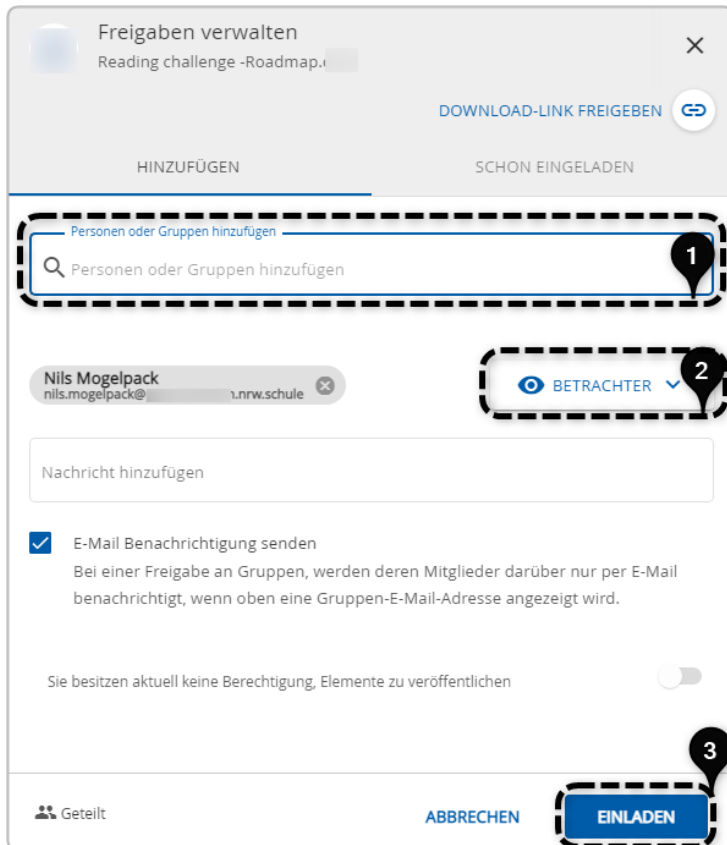 Freigaben verwalten
Reading challenge -Roadmap.
DOWNLOAD-LINK FREIGEBEN
HINZUFÜGEN
SCHON EINGELADEN
Personen oder Gruppen hinzufügen
Personen oder Gruppen hinzufügen
1
Nils Mogelpack
nils.mogelpack@ .nrw.schule
BETRACHTER
2
Nachricht hinzufügen
E-Mail Benachrichtigung senden
Bei einer Freigabe an Gruppen, werden deren Mitglieder darüber nur per E-Mail
benachrichtigt, wenn oben eine Gruppen-E-Mail-Adresse angezeigt wird.
Sie besitzen aktuell keine Berechtigung, Elemente zu veröffentlichen
3
Geteilt
ABBRECHEN
EINLADEN